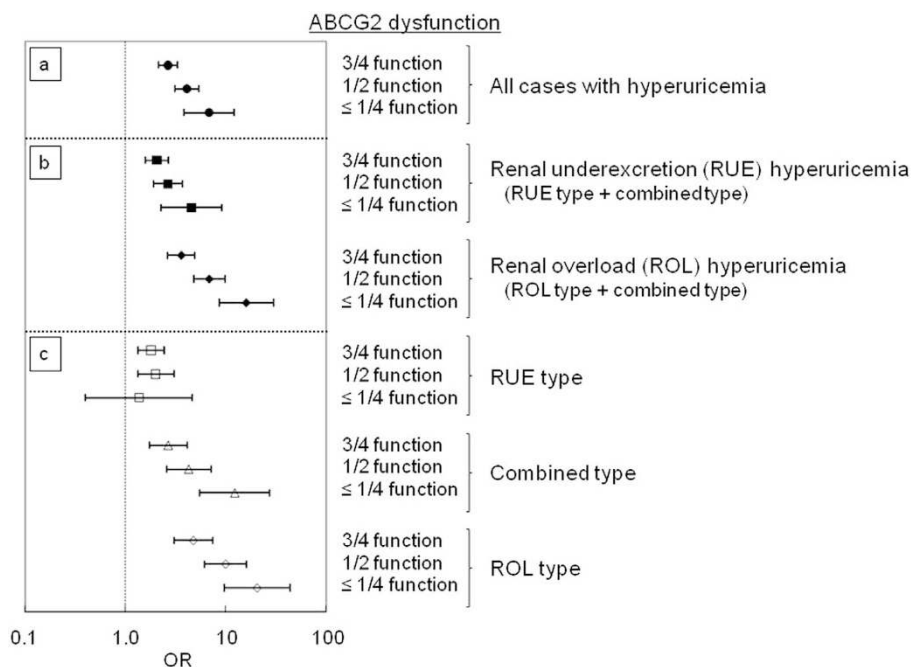 ABCG2 dysfunction
a
3/4 function
1/2 function
≤ 1/4 function
All cases with hyperuricemia
b
3/4 function
1/2 function
≤ 1/4 function
Renal underexcretion (RUE) hyperuricemia
(RUE type + combined type)
3/4 function
1/2 function
≤ 1/4 function
Renal overload (ROL) hyperuricemia
(ROL type + combined type)
c
3/4 function
1/2 function
≤ 1/4 function
RUE type
3/4 function
1/2 function
≤ 1/4 function
Combined type
3/4 function
1/2 function
≤ 1/4 function
ROL type
0.1 1.0 10 100
OR